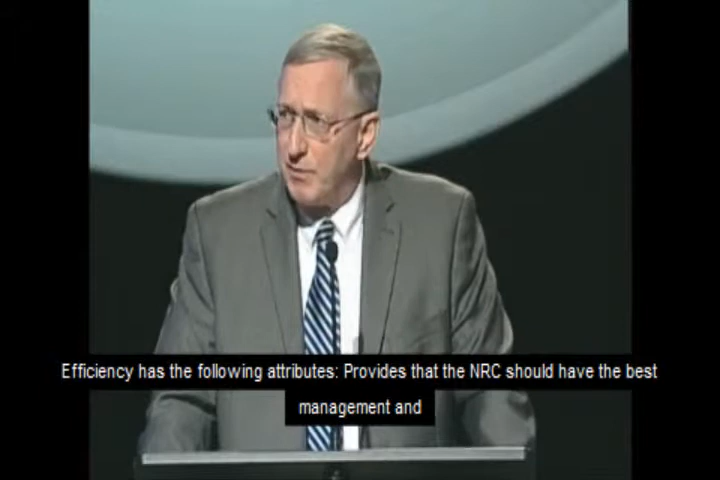 Efficiency has the following attributes: Provides that the NRC should have the best
management and